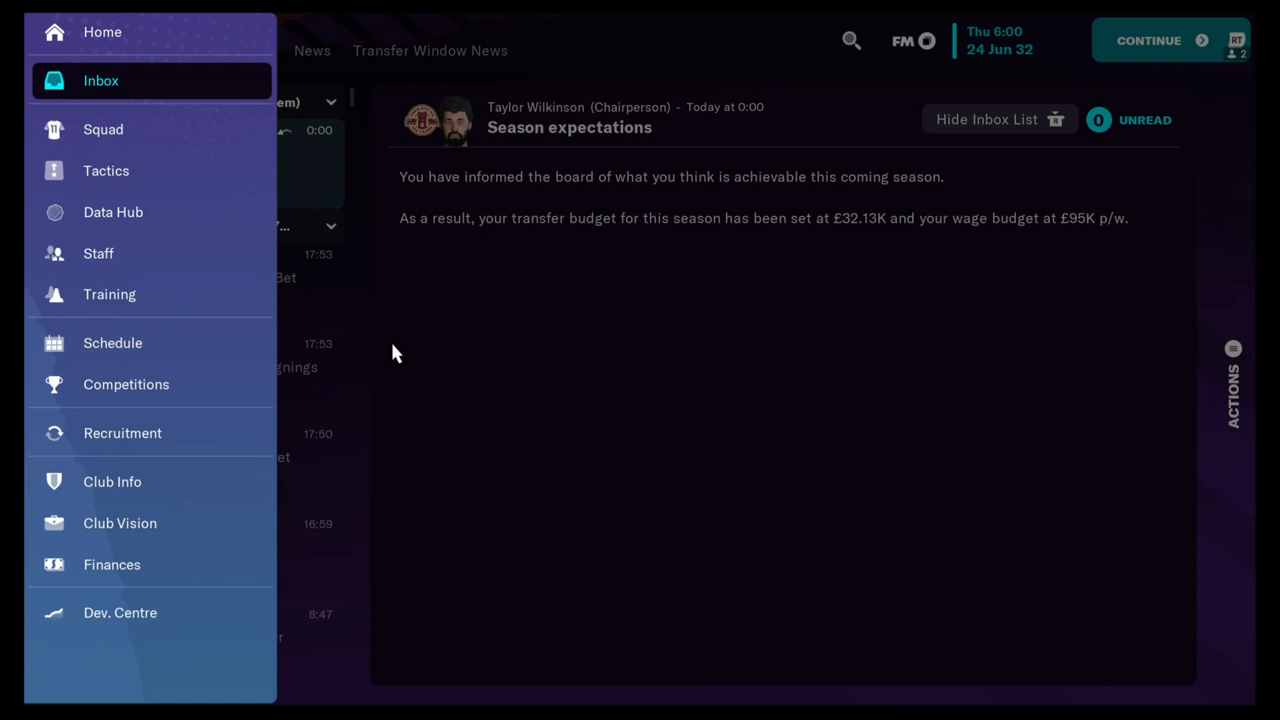 Home
Inbox
Squad
Tactics
Data Hub
Staff
Training
Schedule
Competitions
Recruitment
Club Info
Club Vision
Finances
Dev. Centre
News
Transfer Window News
FM
Thu 6:00
24 Jun 32
CONTINUE
RT
2
em)
0:00
...
17:53
Bet
17:53
gnings
17:50
et
16:59
8:47
r
Taylor Wilkinson (Chairperson) - Today at 0:00
Season expectations
Hide Inbox List
R
0 UNREAD
You have informed the board of what you think is achievable this coming season.
As a result, your transfer budget for this season has been set at £32.13K and your wage budget at £95K p/w.
ACTIONS